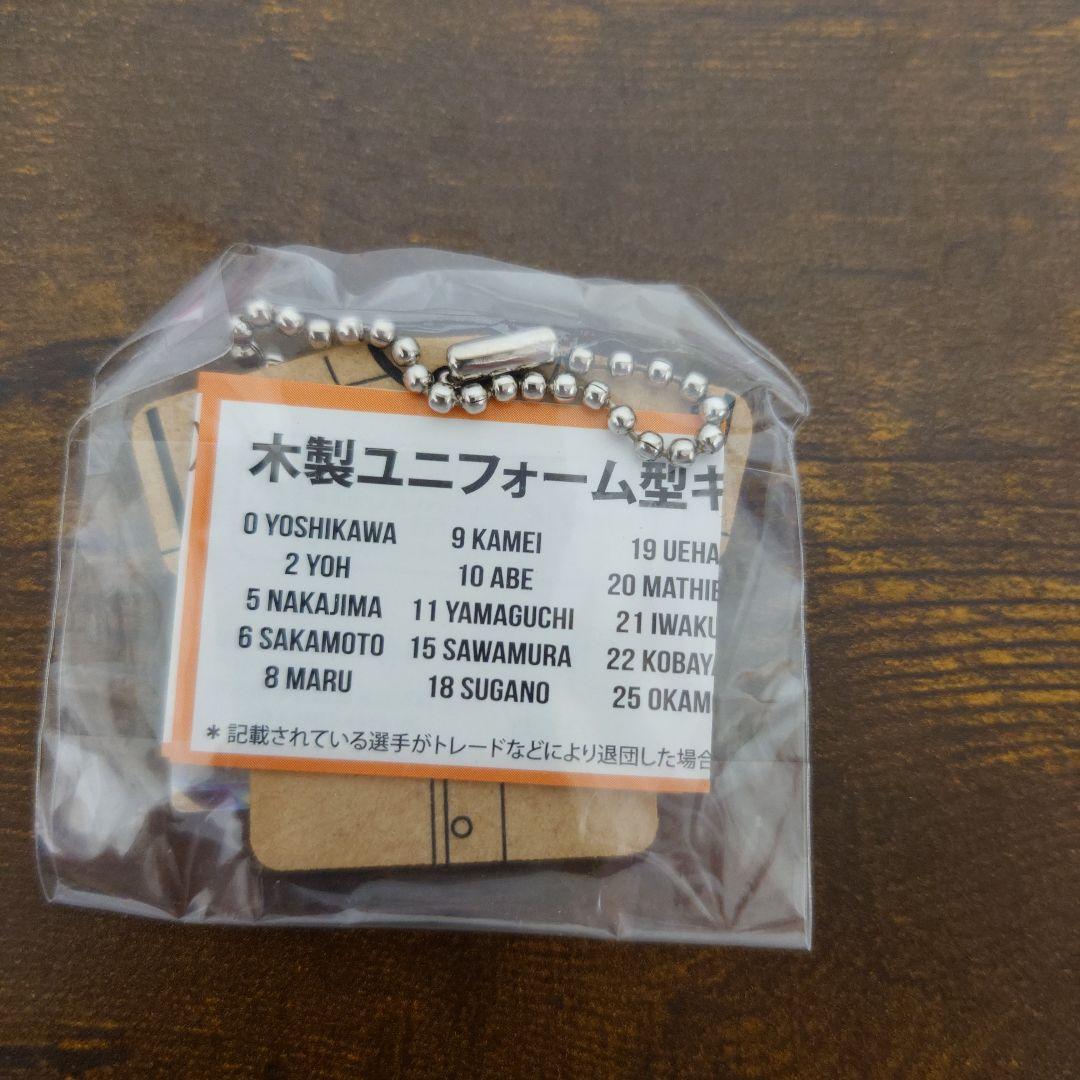 木製ユニフォーム型キ
0 YOSHIKAWA
2 YOH
5 NAKAJIMA
6 SAKAMOTO
8 MARU
9 KAMEI
10 ABE
11 YAMAGUCHI
15 SAWAMURA
18 SUGANO
19 UEHA
20 MATHIE
21 IWAKU
22 KOBAYA
25 OKAM
* 記載されている選手がトレードなどにより退団した場合